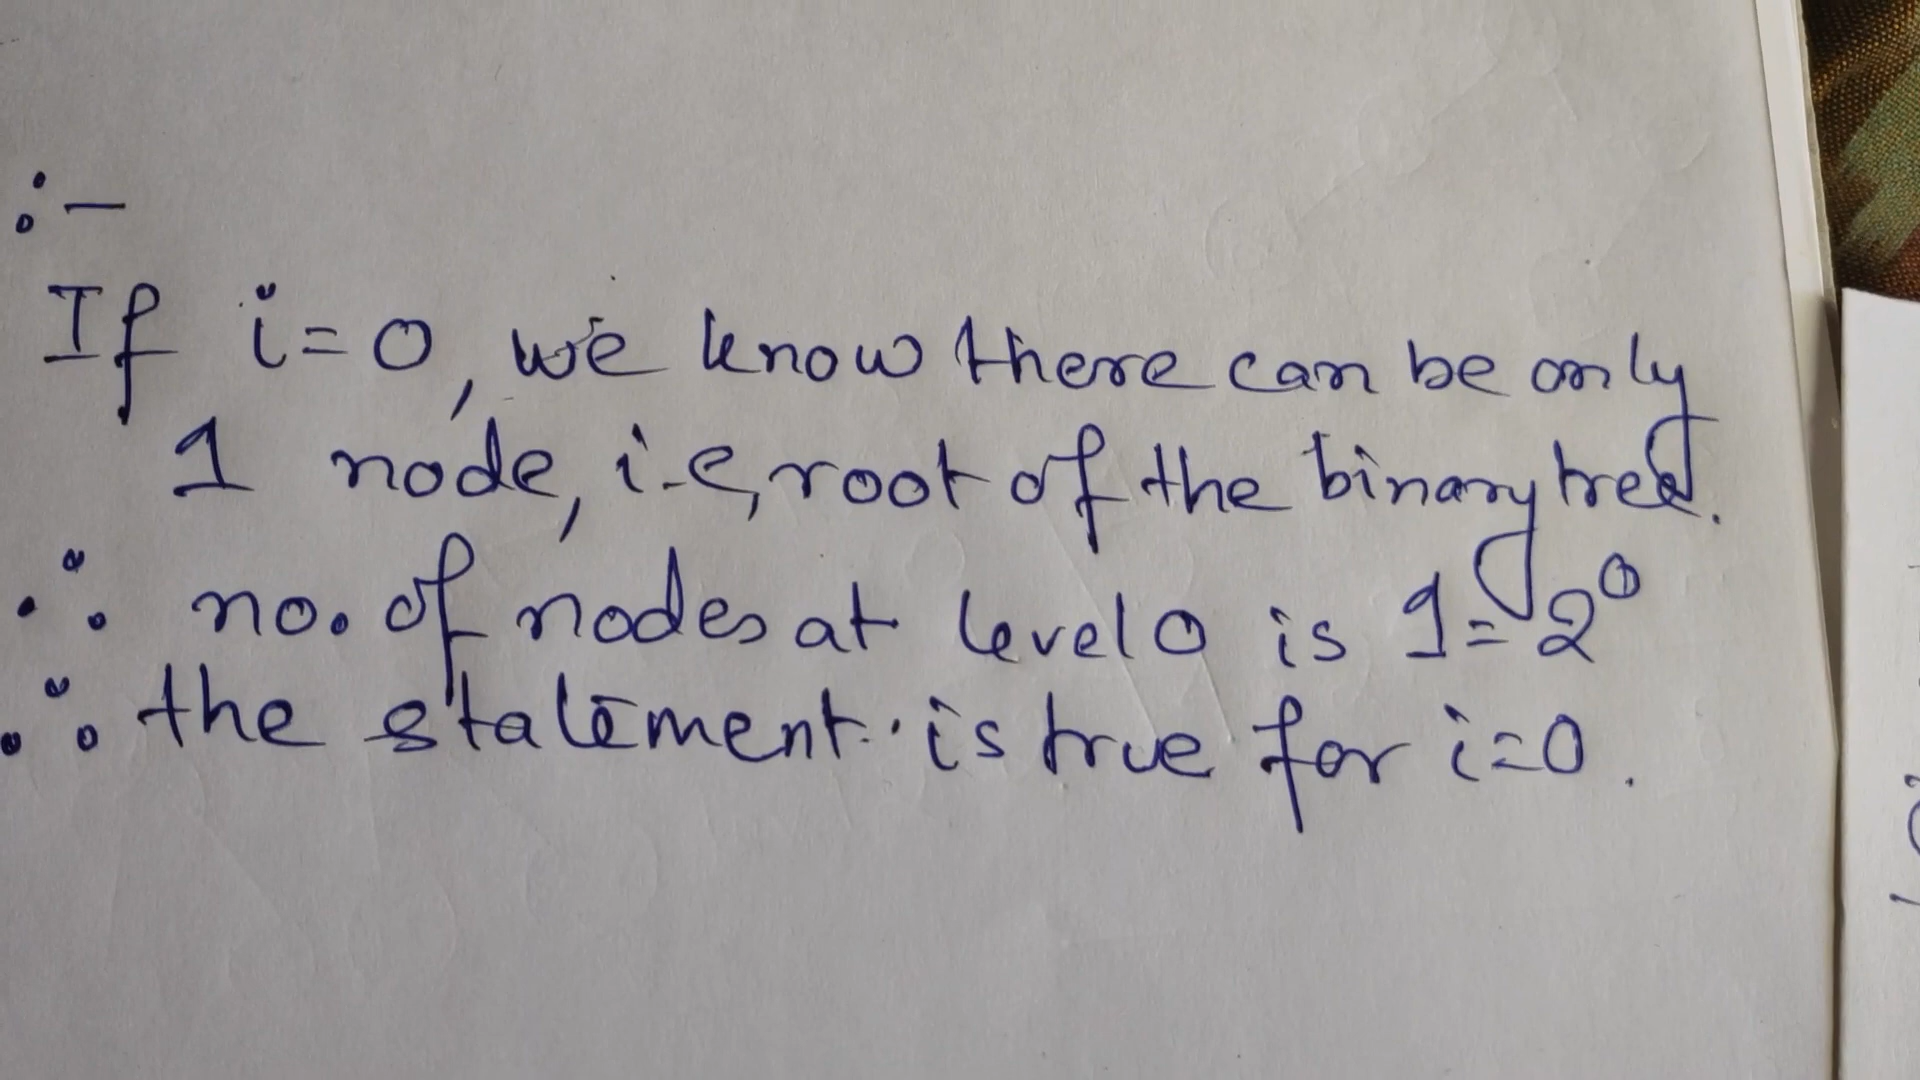 :-
If i=0, we know there can be only
1 node, i.e, root of the binary tree.
∴ no. of nodes at level 0 is 1=2⁰
∴ the statement is true for i=0.